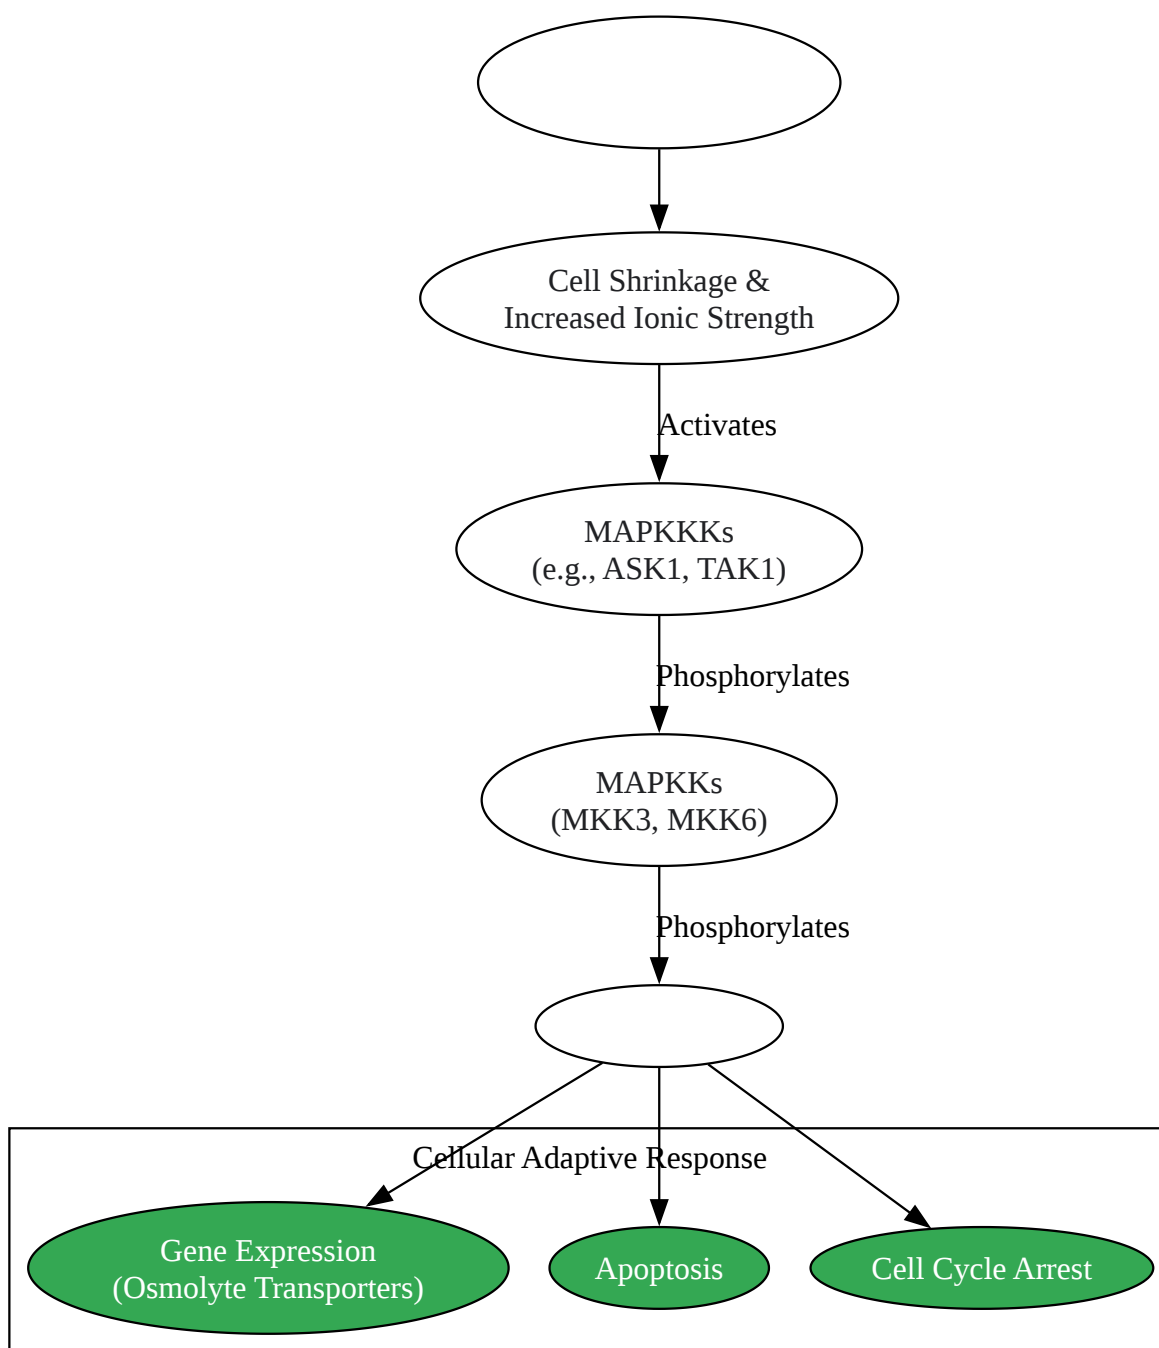 Cell Shrinkage &
Increased Ionic Strength
Activates
MAPKKKs
(e.g., ASK1, TAK1)
Phosphorylates
MAPKKs
(MKK3, MKK6)
Phosphorylates
Cellular Adaptive Response
Gene Expression
(Osmolyte Transporters)
Apoptosis
Cell Cycle Arrest